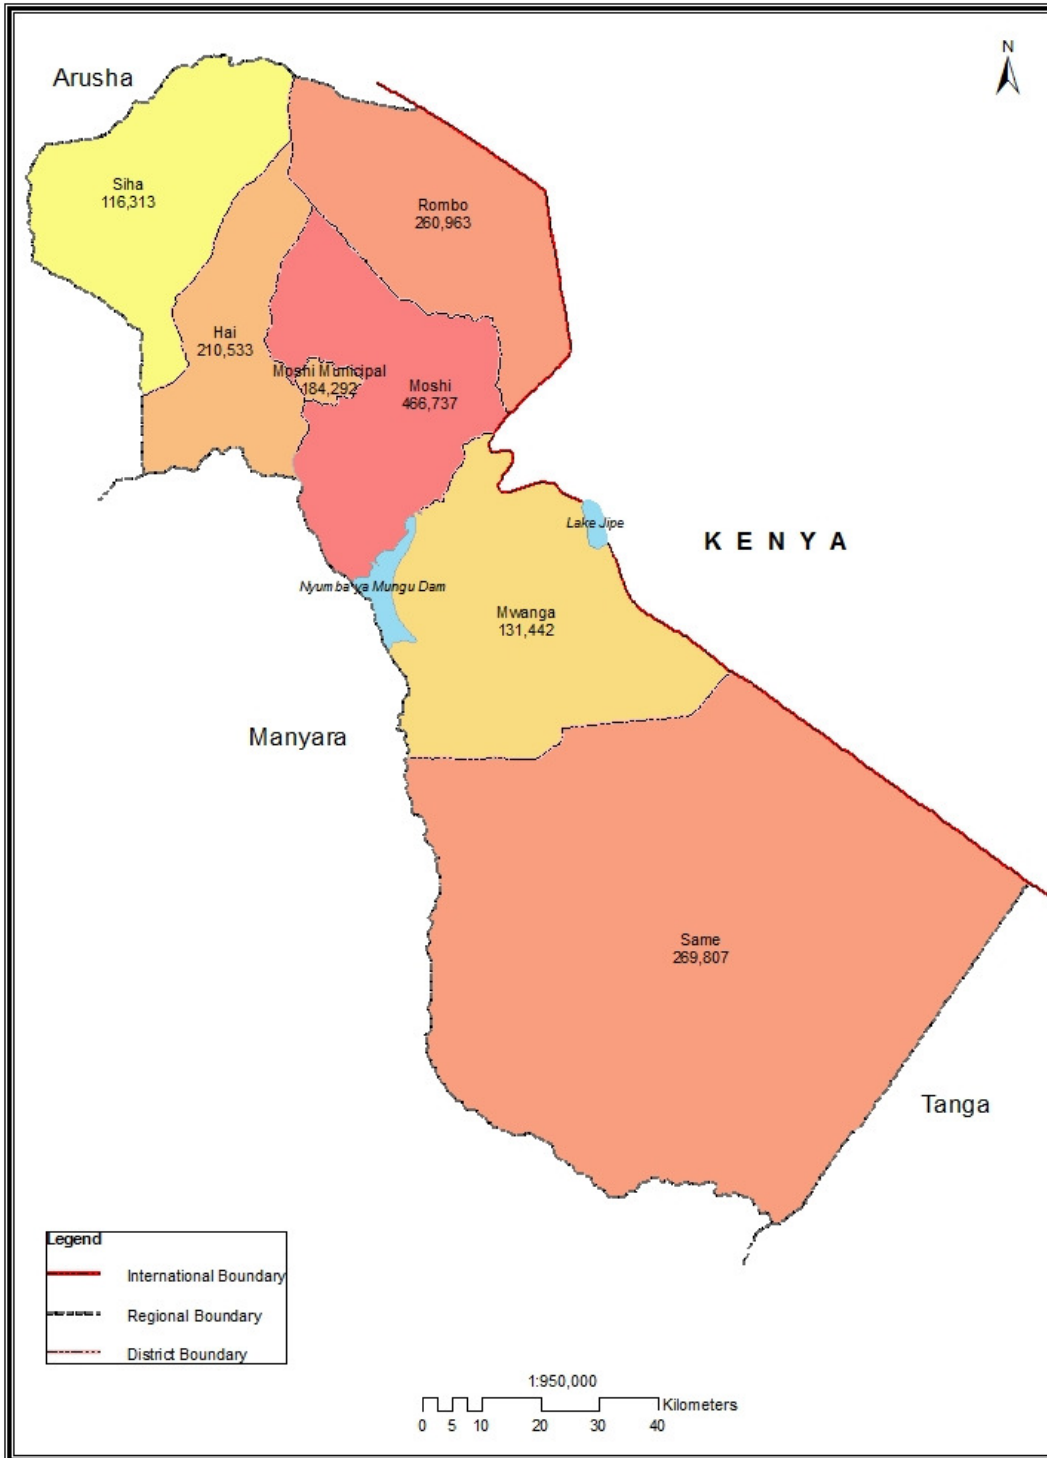 N
Arusha
Siha
116,313
Rombo
260,963
Hai
210,533
Moshi Municipal
184,292
Moshi
466,737
Lake Jipe
KENYA
Nyumba ya Mungu Dam
Mwanga
131,442
Manyara
Same
269,807
Tanga
Legend
International Boundary
Regional Boundary
District Boundary
1:950,000
Kilometers
0 5 10 20 30 40